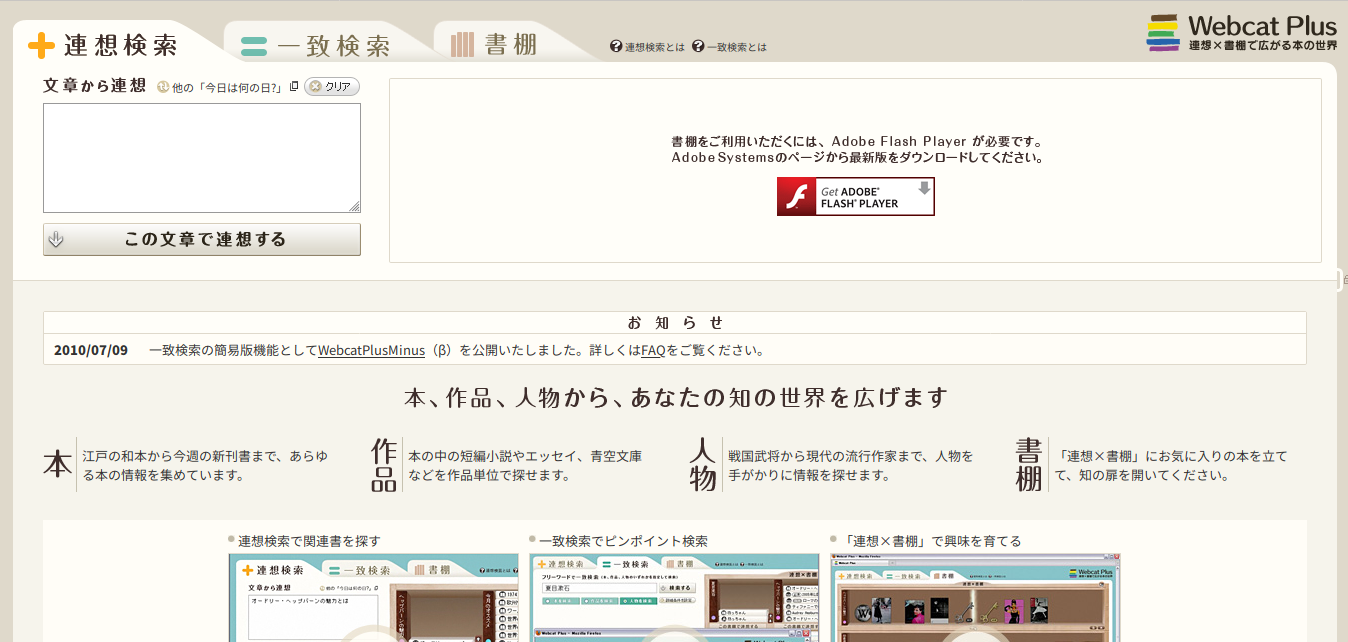 連想検索
一致検索
書棚
連想検索とは
一致検索とは
Webcat Plus
連想×書棚で広がる本の世界
文章から連想
他の「今日は何の日?」
クリア
この文章で連想する
書棚をご利用いただくには、Adobe Flash Player が必要です。
Adobe Systemsのページから最新版をダウンロードしてください。
Get ADOBE®
FLASH® PLAYER
お知らせ
2010/07/09 一致検索の簡易版機能としてWebcatPlusMinus（β）を公開いたしました。詳しくはFAQをご覧ください。
本、作品、人物から、あなたの知の世界を広げます
本
江戸の和本から今週の新刊書まで、あらゆ
る本の情報を集めています。
作品
本の中の短編小説やエッセイ、青空文庫
などを作品単位で探せます。
人物
戦国武将から現代の流行作家まで、人物を
手がかりに情報を探せます。
書棚
「連想×書棚」にお気に入りの本を立て
て、知の扉を開いてください。
連想検索で関連書を探す
一致検索でピンポイント検索
「連想×書棚」で興味を育てる
連想検索
一致検索
書棚
文章から連想
他の「今日は何の日?」
オードリー・ヘップバーンの魅力とは
連想検索
一致検索
書棚
フリーワードで一致検索
夏目漱石
検索する
Webcat Plus - Mozilla Firefox
連想検索
一致検索
書棚
Webcat Plus